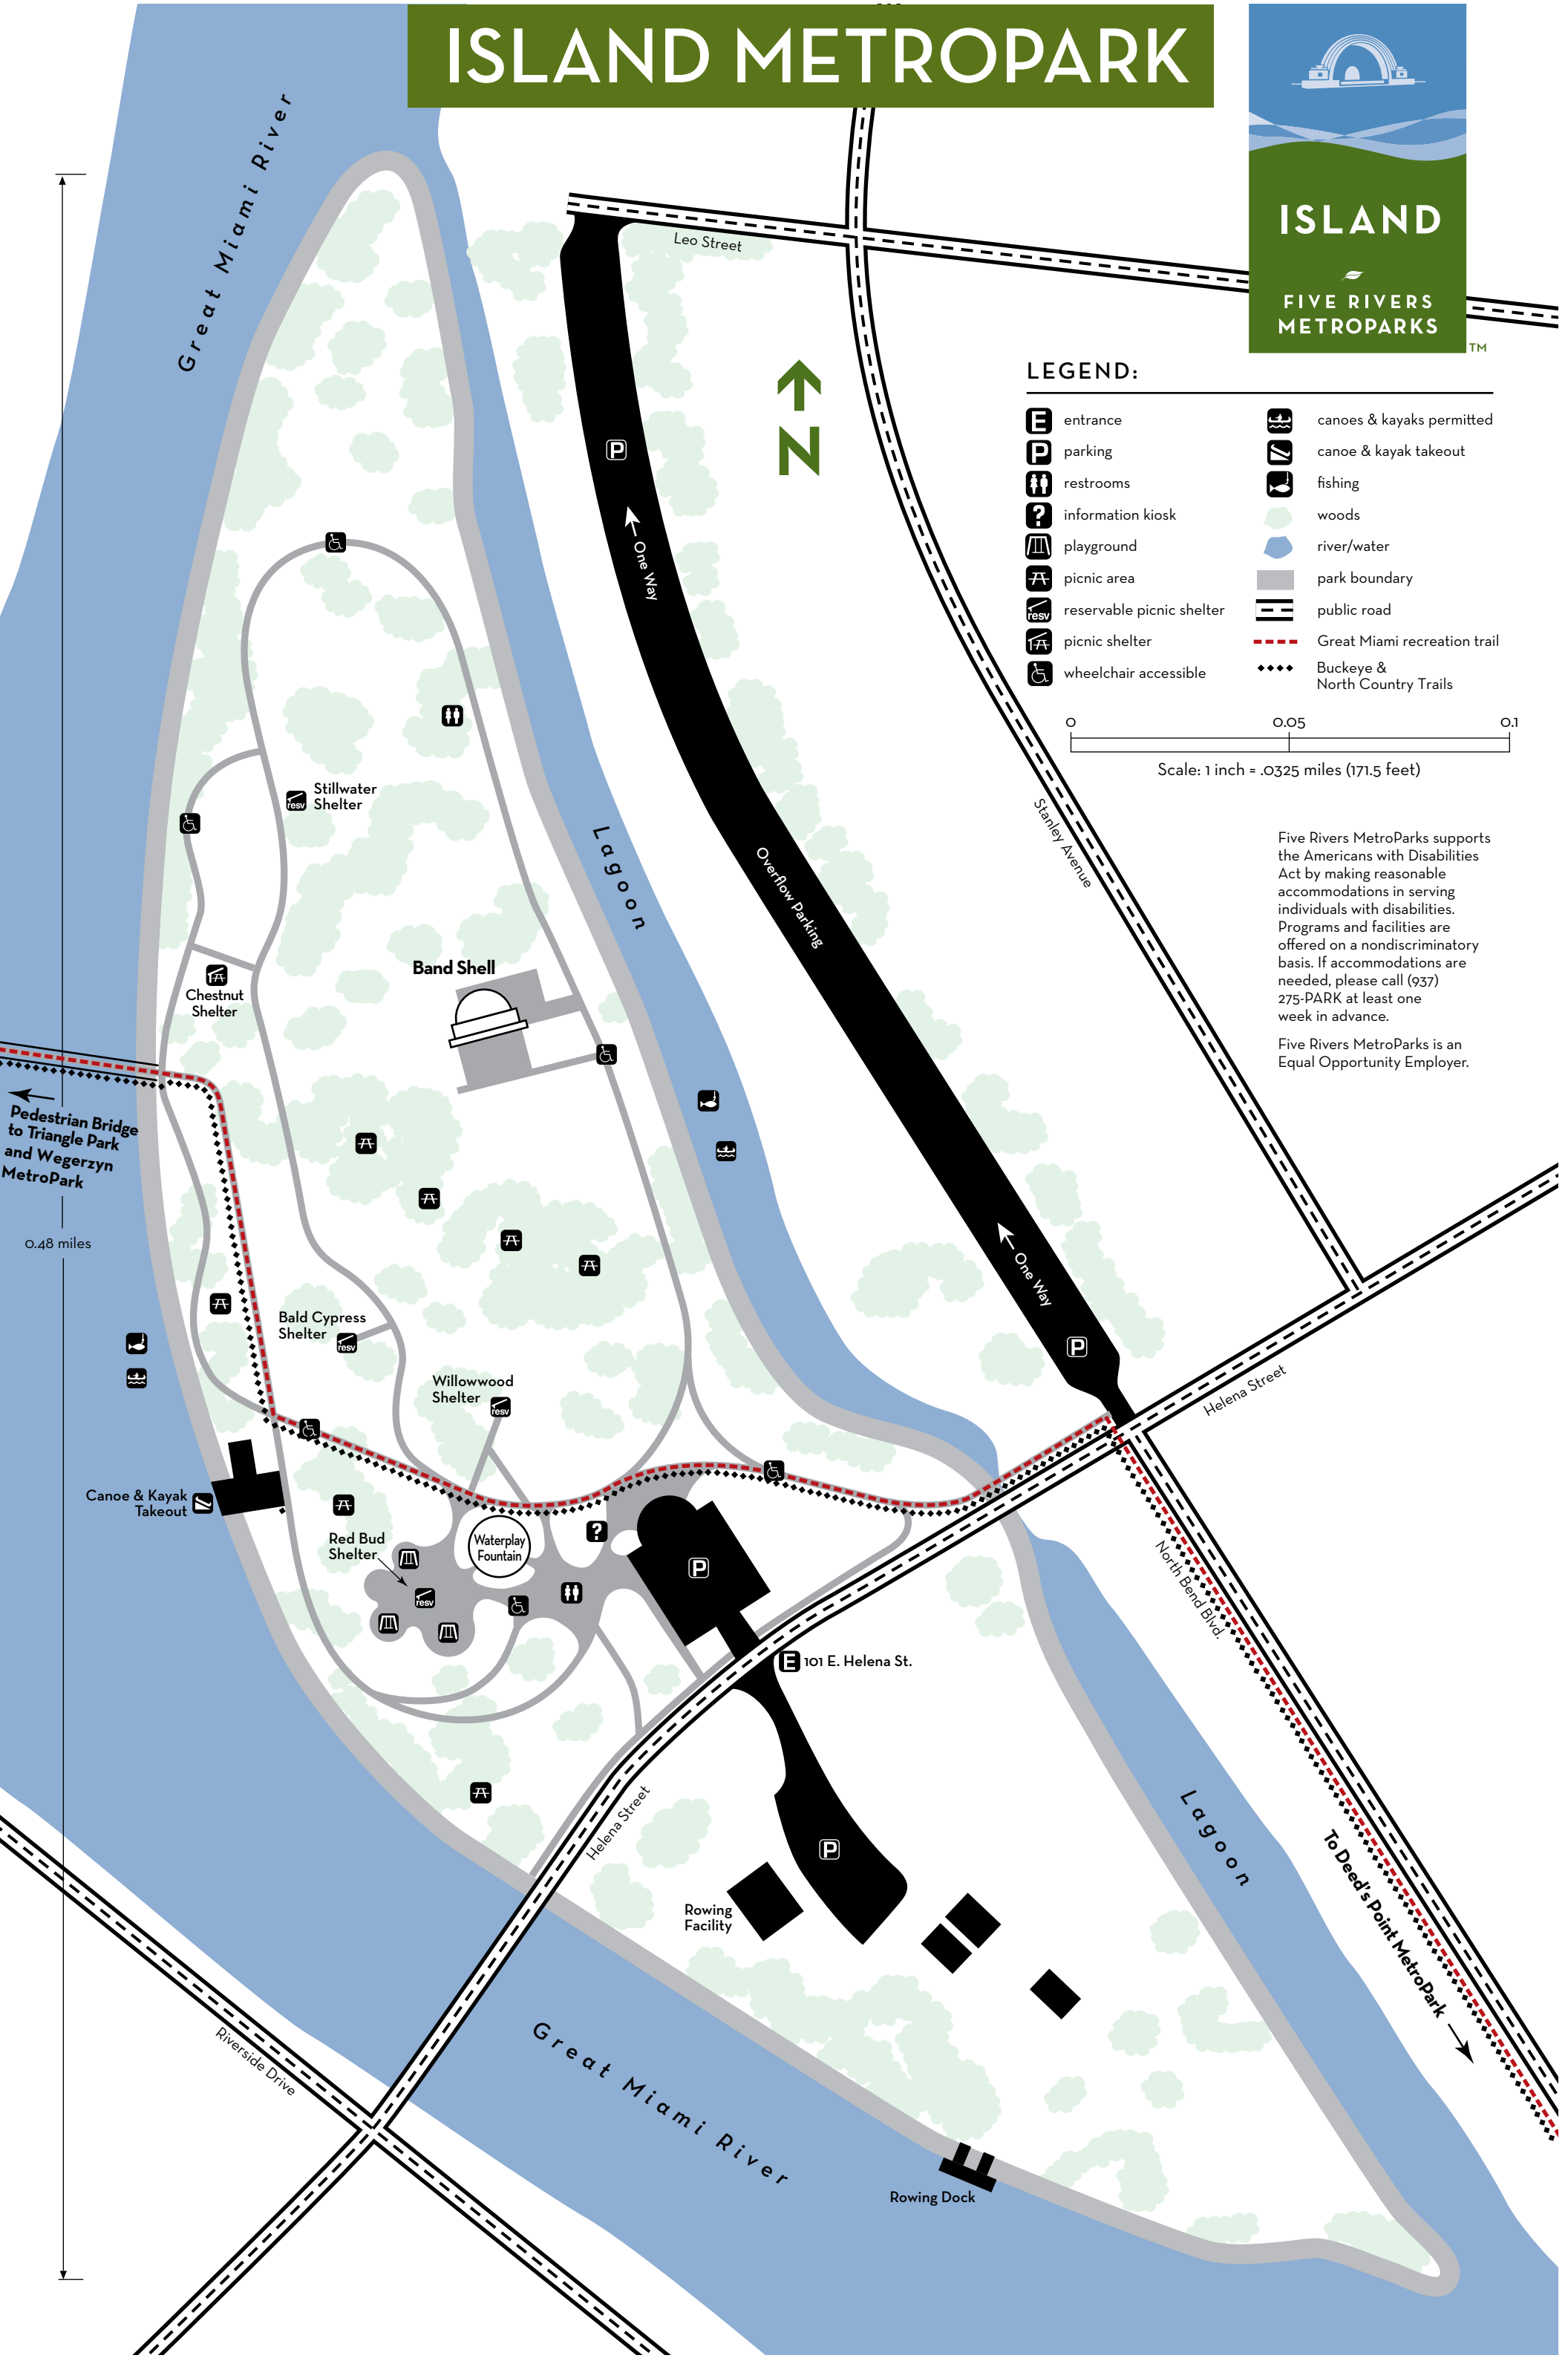 ISLAND METROPARK
ISLAND
FIVE RIVERS
METROPARKS
TM
Great Miami River
Leo Street
N
LEGEND:
E entrance
P parking
restrooms
? information kiosk
playground
picnic area
resv reservable picnic shelter
picnic shelter
wheelchair accessible
canoes & kayaks permitted
canoe & kayak takeout
fishing
woods
river/water
park boundary
public road
Great Miami recreation trail
Buckeye &
North Country Trails
0 0.05 0.1
Scale: 1 inch = .0325 miles (171.5 feet)
P
One Way
Stillwater
Shelter
resv
Lagoon
Overflow Parking
Stanley Avenue
Five Rivers MetroParks supports
the Americans with Disabilities
Act by making reasonable
accommodations in serving
individuals with disabilities.
Programs and facilities are
offered on a nondiscriminatory
basis. If accommodations are
needed, please call (937)
275-PARK at least one
week in advance.
Five Rivers MetroParks is an
Equal Opportunity Employer.
Band Shell
Chestnut
Shelter
Pedestrian Bridge
to Triangle Park
and Wegerzyn
MetroPark
0.48 miles
One Way
P
Bald Cypress
Shelter
resv
Willowwood
Shelter
resv
Helena Street
Canoe & Kayak
Takeout
Red Bud
Shelter
resv
Waterplay
Fountain
?
P
North Bend Blvd.
E 101 E. Helena St.
Helena Street
P
Rowing
Facility
Lagoon
To Deed's Point MetroPark
Riverside Drive
Great Miami River
Rowing Dock